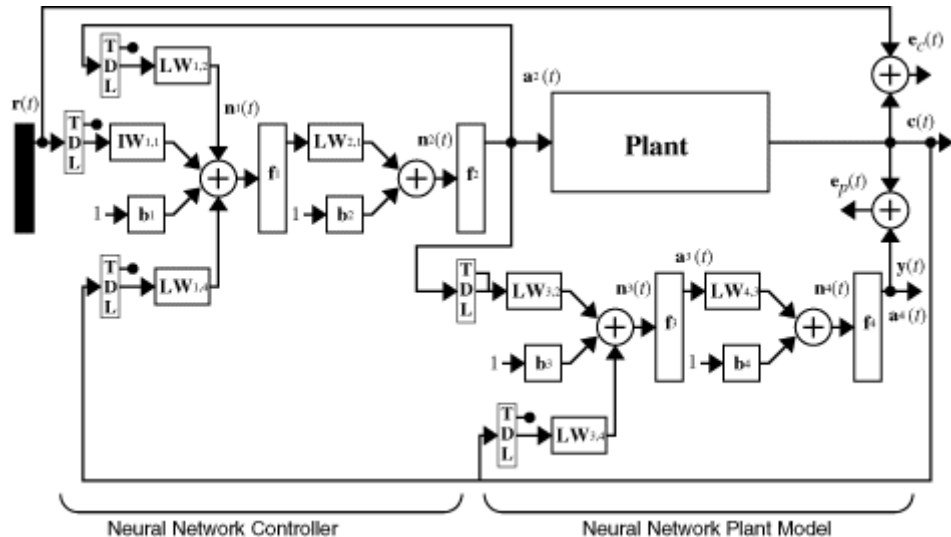 r(t)
T
D
L
LW1,2
n1(t)
T
D
L
IW1,1
1
b1
T
D
L
LW1,4
f1
LW2,1
1
b2
n2(t)
f2
a2(t)
Plant
ec(t)
c(t)
ep(t)
T
D
L
LW3,2
1
b3
T
D
L
LW3,4
n3(t)
f3
a3(t)
LW4,3
1
b4
n4(t)
f4
y(t)
a4(t)
Neural Network Controller
Neural Network Plant Model